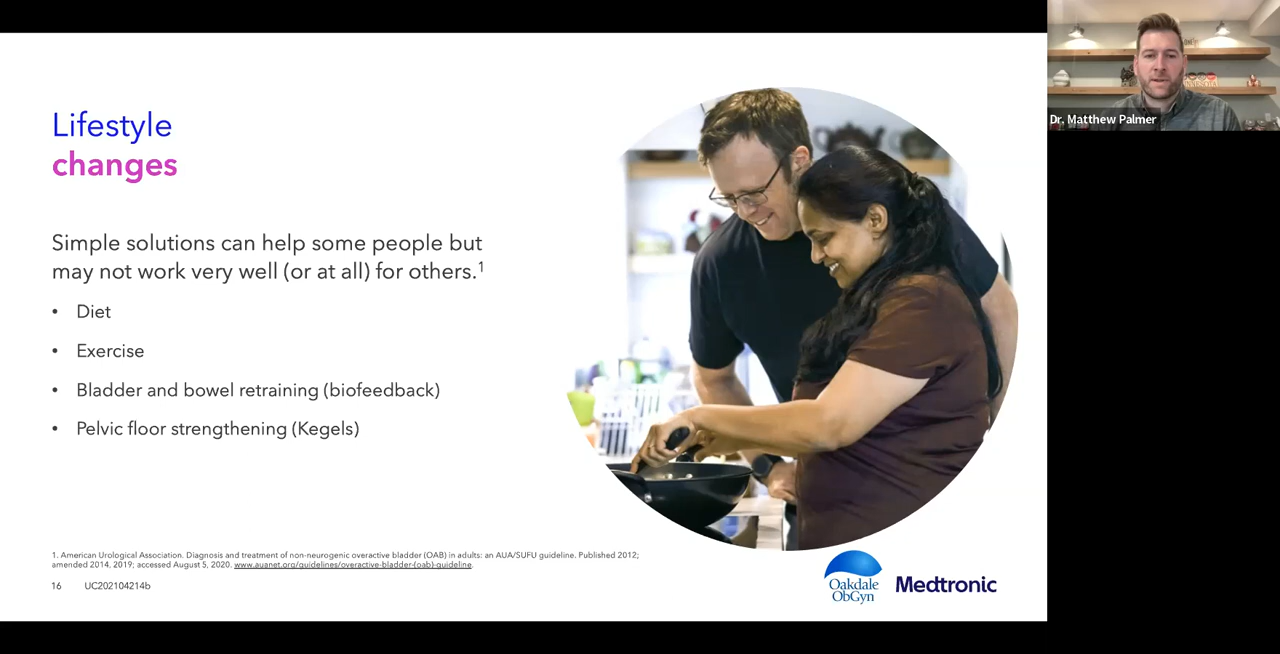 Lifestyle
changes
Simple solutions can help some people but
may not work very well (or at all) for others.1
• Diet
• Exercise
• Bladder and bowel retraining (biofeedback)
• Pelvic floor strengthening (Kegels)
1. American Urological Association. Diagnosis and treatment of non-neurogenic overactive bladder (OAB) in adults: an AUA/SUFU guideline. Published 2012;
amended 2014, 2019; accessed August 5, 2020. www.auanet.org/guidelines/overactive-bladder-(oab)-guideline.
16 UC202104214b
Oakdale
ObGyn
Medtronic
Dr. Matthew Palmer